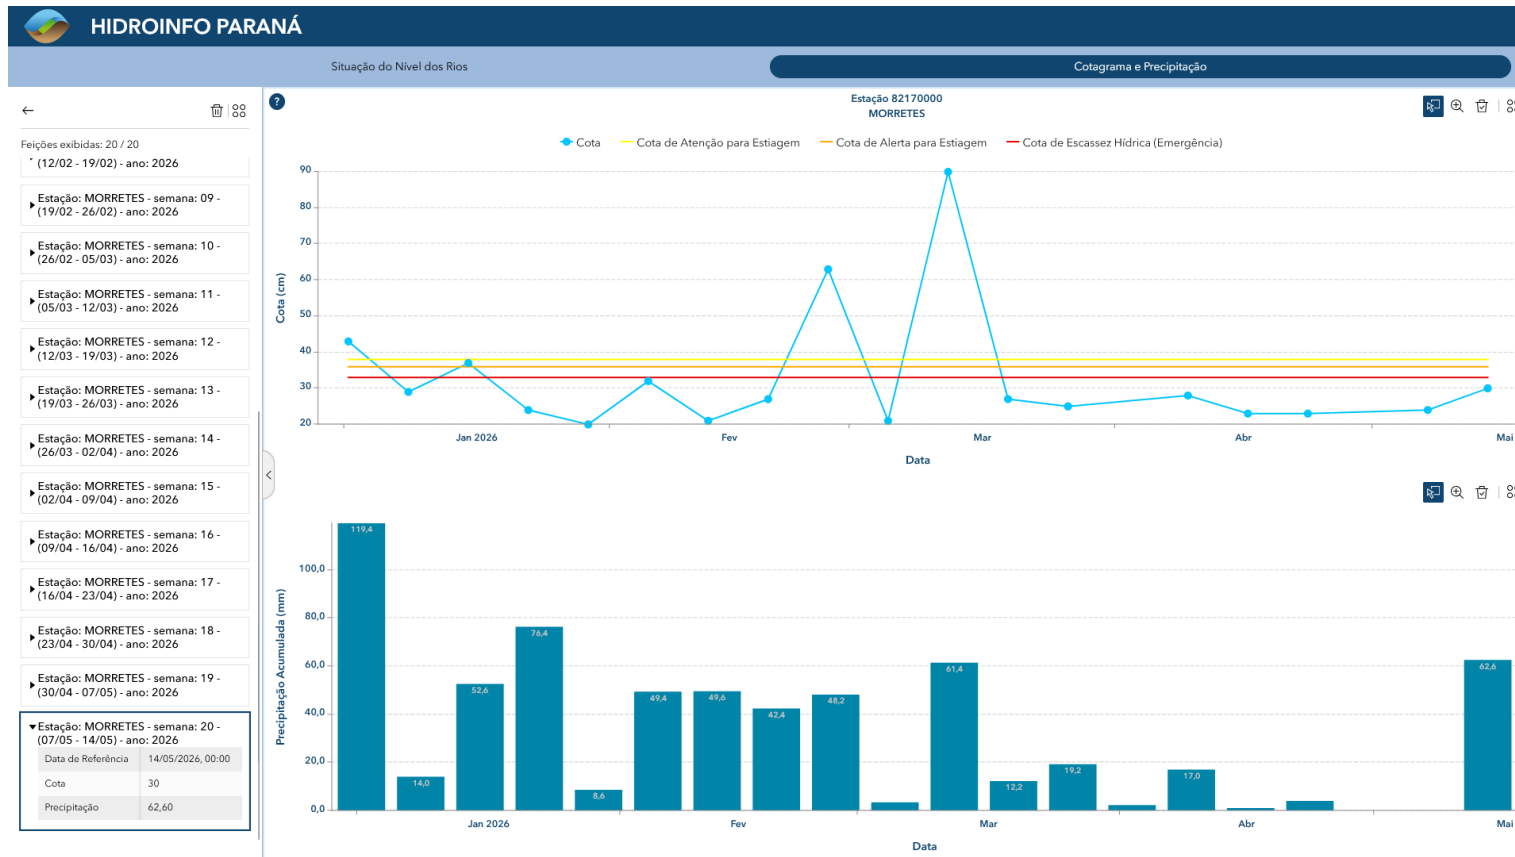 HIDROINFO PARANÁ
Situação do Nível dos Rios
Cotagrama e Precipitação
Feições exibidas: 20 / 20
(12/02 - 19/02) - ano: 2026
Estação: MORRETES - semana: 09 -
(19/02 - 26/02) - ano: 2026
Estação: MORRETES - semana: 10 -
(26/02 - 05/03) - ano: 2026
Estação: MORRETES - semana: 11 -
(05/03 - 12/03) - ano: 2026
Estação: MORRETES - semana: 12 -
(12/03 - 19/03) - ano: 2026
Estação: MORRETES - semana: 13 -
(19/03 - 26/03) - ano: 2026
Estação: MORRETES - semana: 14 -
(26/03 - 02/04) - ano: 2026
Estação: MORRETES - semana: 15 -
(02/04 - 09/04) - ano: 2026
Estação: MORRETES - semana: 16 -
(09/04 - 16/04) - ano: 2026
Estação: MORRETES - semana: 17 -
(16/04 - 23/04) - ano: 2026
Estação: MORRETES - semana: 18 -
(23/04 - 30/04) - ano: 2026
Estação: MORRETES - semana: 19 -
(30/04 - 07/05) - ano: 2026
Estação: MORRETES - semana: 20 -
(07/05 - 14/05) - ano: 2026
Data de Referência 14/05/2026, 00:00
Cota 30
Precipitação 62,60
?
Estação 82170000
MORRETES
Cota
Cota de Atenção para Estiagem
Cota de Alerta para Estiagem
Cota de Escassez Hídrica (Emergência)
Cota (cm)
90
80
70
60
50
40
30
20
Jan 2026
Fev
Mar
Abr
Mai
Data
Precipitação Acumulada (mm)
100,0
80,0
60,0
40,0
20,0
0,0
119,4
14,0
52,6
76,4
8,6
49,4
49,6
42,4
48,2
61,4
12,2
19,2
17,0
62,6
Jan 2026
Fev
Mar
Abr
Mai
Data